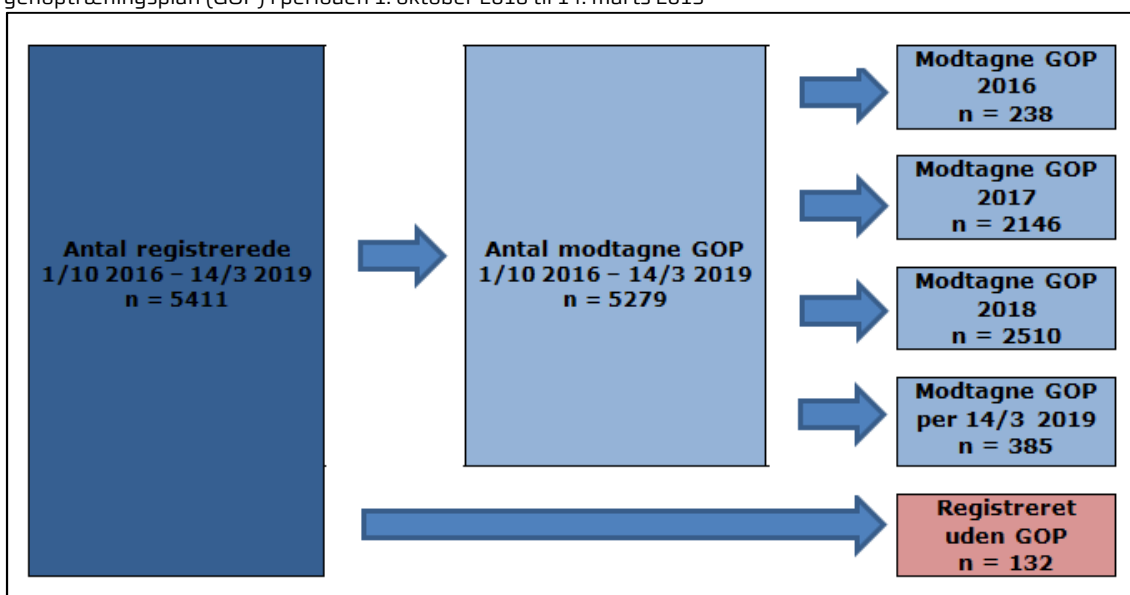 genoptræningsplan (GOP) i perioden 1. oktober 2016 til 14. marts 2019
Antal registrerede
1/10 2016 – 14/3 2019
n = 5411
Antal modtagne GOP
1/10 2016 – 14/3 2019
n = 5279
Modtagne GOP
2016
n = 238
Modtagne GOP
2017
n = 2146
Modtagne GOP
2018
n = 2510
Modtagne GOP
per 14/3 2019
n = 385
Registreret
uden GOP
n = 132